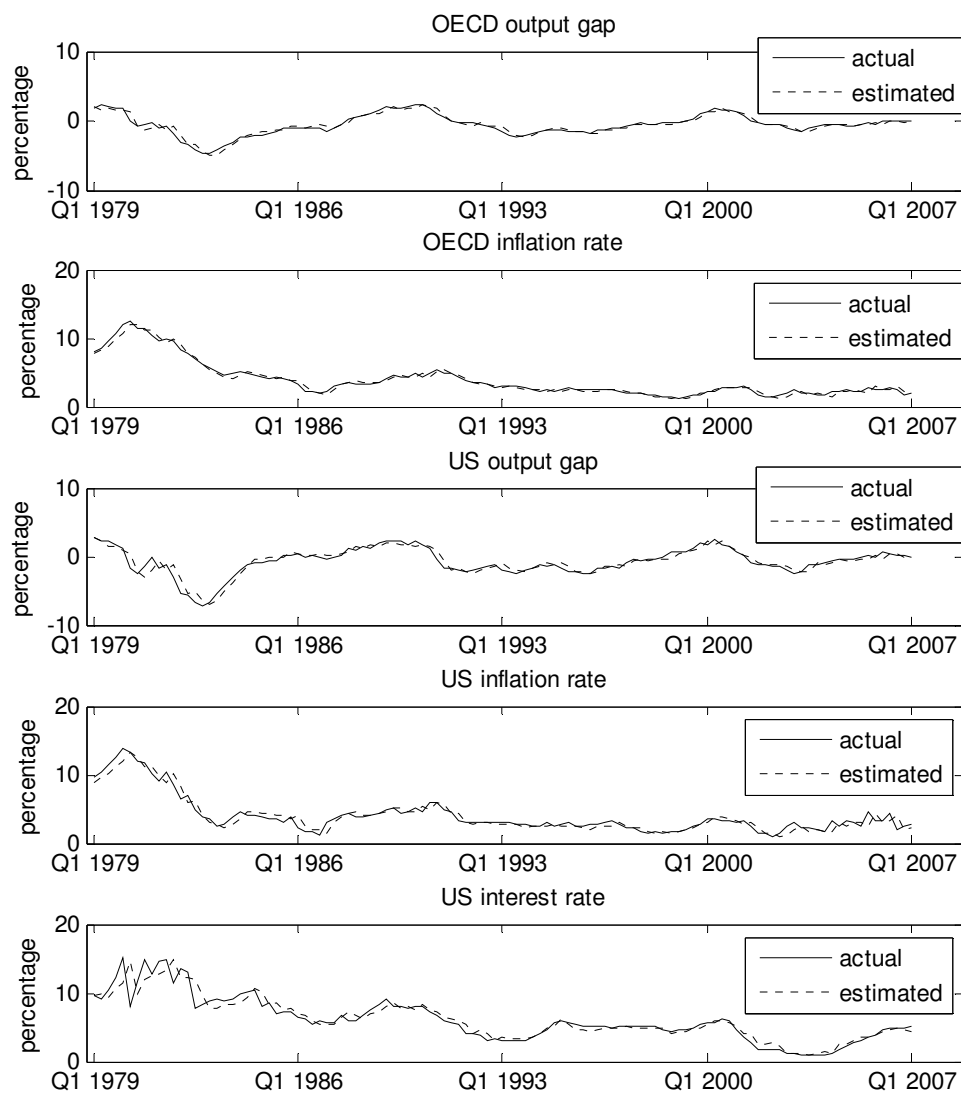 OECD output gap
10
actual
estimated
percentage
0
-10
Q1 1979 Q1 1986 Q1 1993 Q1 2000 Q1 2007
OECD inflation rate
20
actual
estimated
percentage
10
0
Q1 1979 Q1 1986 Q1 1993 Q1 2000 Q1 2007
US output gap
10
actual
estimated
percentage
0
-10
Q1 1979 Q1 1986 Q1 1993 Q1 2000 Q1 2007
US inflation rate
20
actual
estimated
percentage
10
0
Q1 1979 Q1 1986 Q1 1993 Q1 2000 Q1 2007
US interest rate
20
actual
estimated
percentage
10
0
Q1 1979 Q1 1986 Q1 1993 Q1 2000 Q1 2007